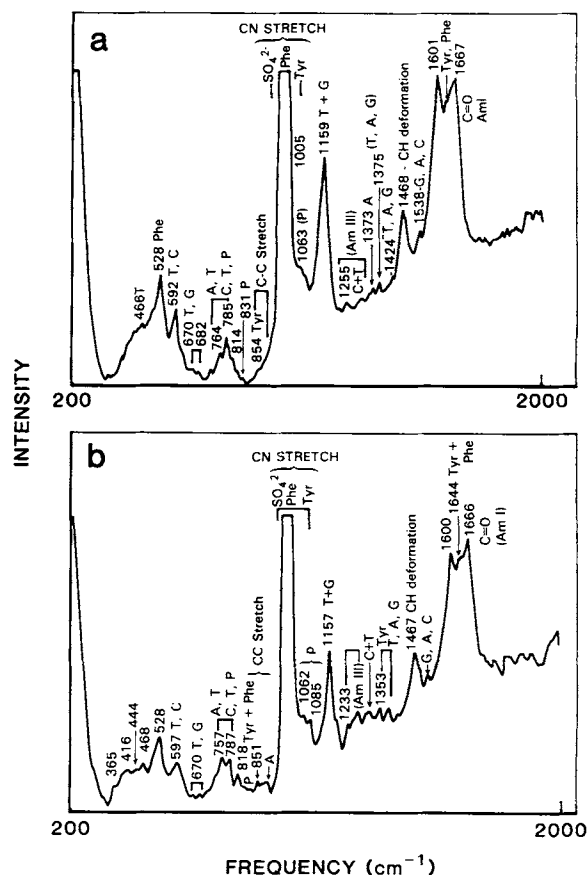 a
CN STRETCH
SO₄²⁻
Phe
Tyr
466T
528 Phe
592 T, C
670 T, G
682
764
A, T
785
C, T, P
814
831 P
854 Tyr
C-C Stretch
1005
1063 (P)
1159 T + G
1255
(Am III)
C+T
1373 A
1375 (T, A, G)
1424 T, A, G
1468 - CH deformation
1538-G, A, C
1601
Tyr, Phe
1667
C=O
AmI
200
2000
INTENSITY
b
CN STRETCH
SO₄²
Phe
Tyr
365
416
444
468
528
597 T, C
670 T, G
757
A, T
787
C, T, P
818
P
851
Tyr + Phe
CC Stretch
A
1062
1085
p
1157 T+G
1233
(Am III)
C+T
1353
Tyr
T, A, G
1467 CH deformation
G, A, C
1600
1644 Tyr +
Phe
1666
C=O
(Am I)
200
2000
FREQUENCY (cm⁻¹)